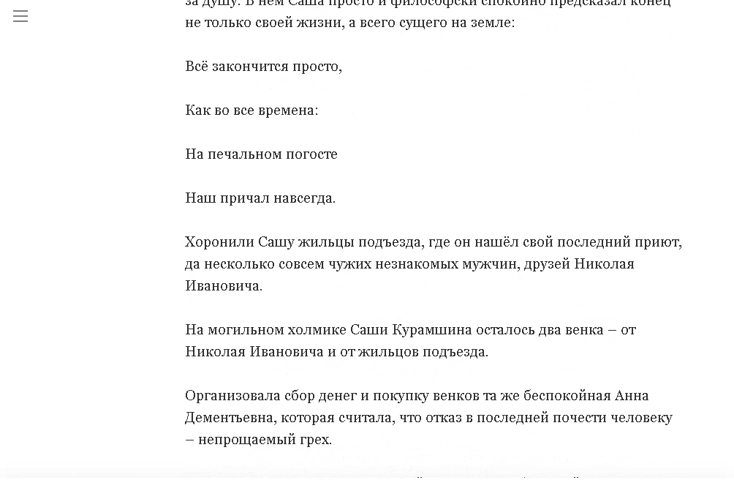 за душу. В нём Саша просто и философски спокойно предсказал конец
не только своей жизни, а всего сущего на земле:
Всё закончится просто,
Как во все времена:
На печальном погосте
Наш причал навсегда.
Хоронили Сашу жильцы подъезда, где он нашёл свой последний приют,
да несколько совсем чужих незнакомых мужчин, друзей Николая
Ивановича.
На могильном холмике Саши Курамшина осталось два венка – от
Николая Ивановича и от жильцов подъезда.
Организовала сбор денег и покупку венков та же беспокойная Анна
Дементьевна, которая считала, что отказ в последней почести человеку
– непрощаемый грех.